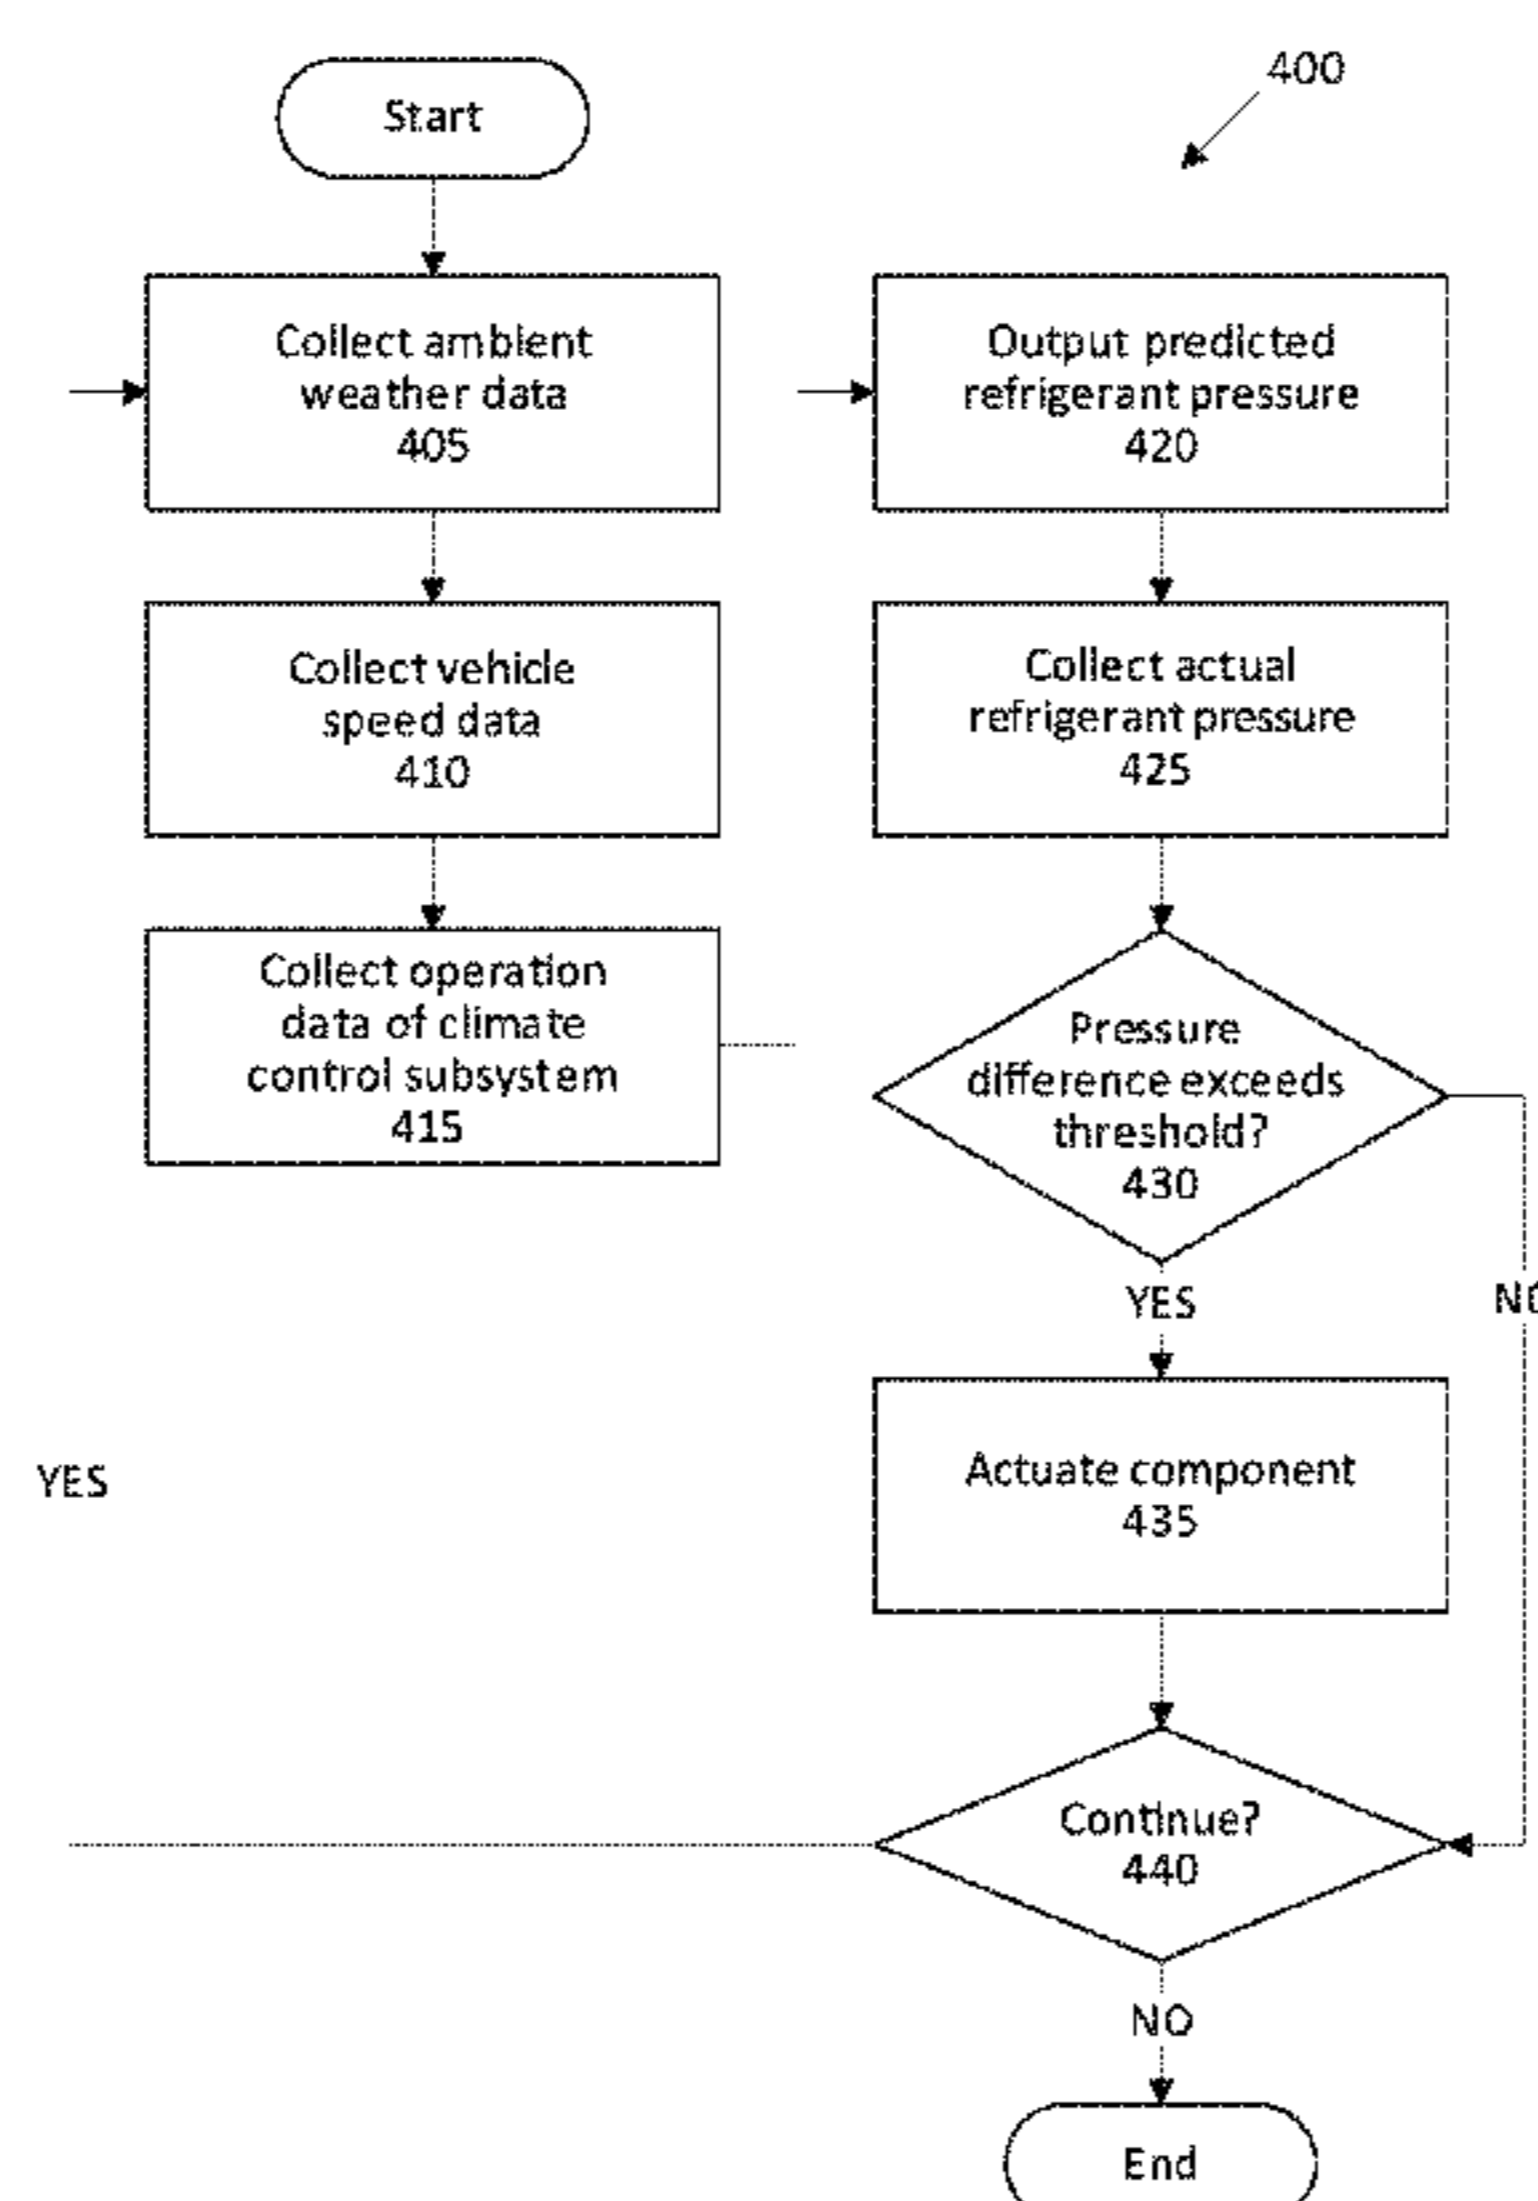 400
Start
Collect ambient
weather data
405
Collect vehicle
speed data
410
Collect operation
data of climate
control subsystem
415
Output predicted
refrigerant pressure
420
Collect actual
refrigerant pressure
425
Pressure
difference exceeds
threshold?
430
YES
NO
Actuate component
435
YES
Continue?
440
NO
End